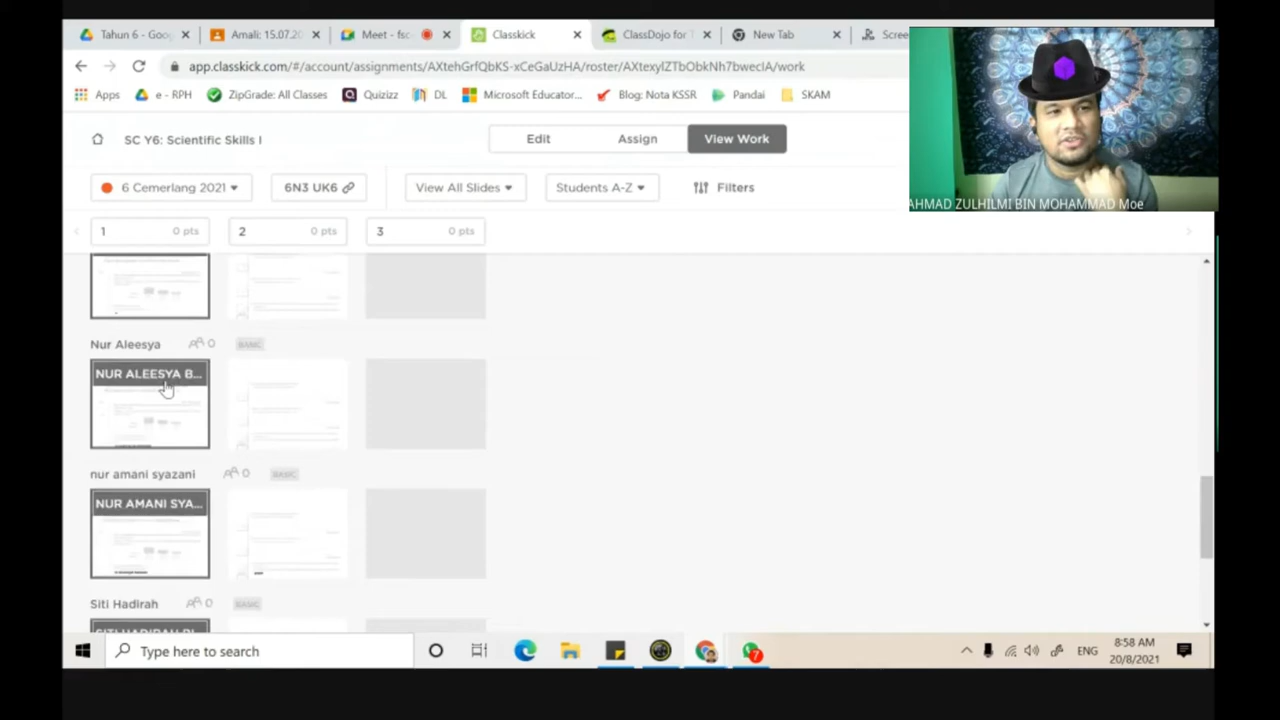 Tahun 6 - Goo
Amali: 15.07.20
Meet - fsc
Classkick
ClassDojo for T
New Tab
Scree
app.classkick.com/#/account/assignments/AXtehGrfQbKS-xCeGaUzHA/roster/AXtexylZTbObkNh7bwecIA/work
Apps
e - RPH
ZipGrade: All Classes
Quizizz
DL
Microsoft Educator...
Blog: Nota KSSR
Pandai
SKAM
AHMAD ZULHILMI BIN MOHAMMAD Moe
SC Y6: Scientific Skills I
Edit
Assign
View Work
6 Cemerlang 2021
6N3 UK6
View All Slides
Students A-Z
Filters
1 0 pts
2 0 pts
3 0 pts
Nur Aleesya 0 BASIC
NUR ALEESYA B...
nur amani syazani 0 BASIC
NUR AMANI SYA...
Siti Hadirah 0 BASIC
Type here to search
7
ENG
8:58 AM
20/8/2021